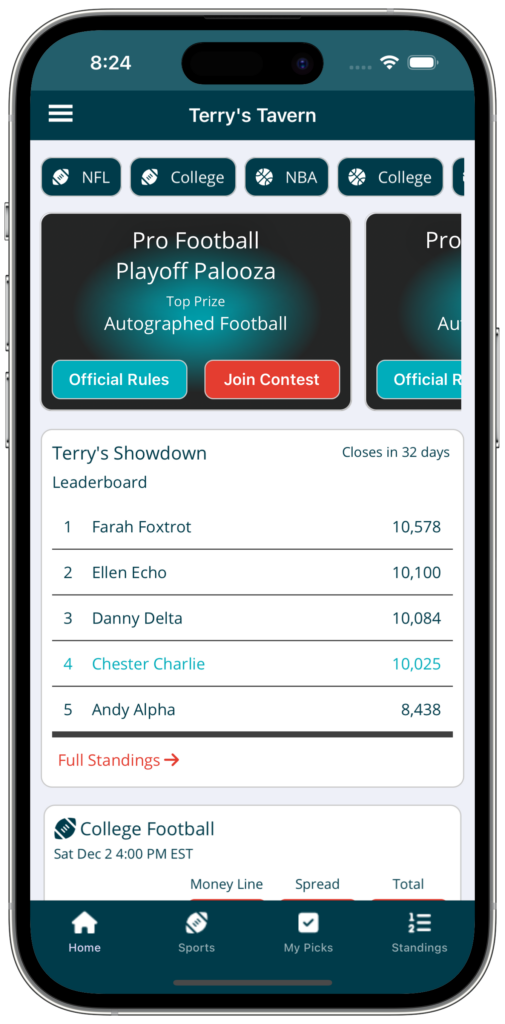 8:24
Terry's Tavern
NFL College NBA College
Pro Football
Playoff Palooza
Top Prize
Autographed Football
Official Rules Join Contest
Pro
Au
Official R
Terry's Showdown Closes in 32 days
Leaderboard
1 Farah Foxtrot 10,578
2 Ellen Echo 10,100
3 Danny Delta 10,084
4 Chester Charlie 10,025
5 Andy Alpha 8,438
Full Standings →
College Football
Sat Dec 2 4:00 PM EST
Money Line Spread Total
Home Sports My Picks Standings